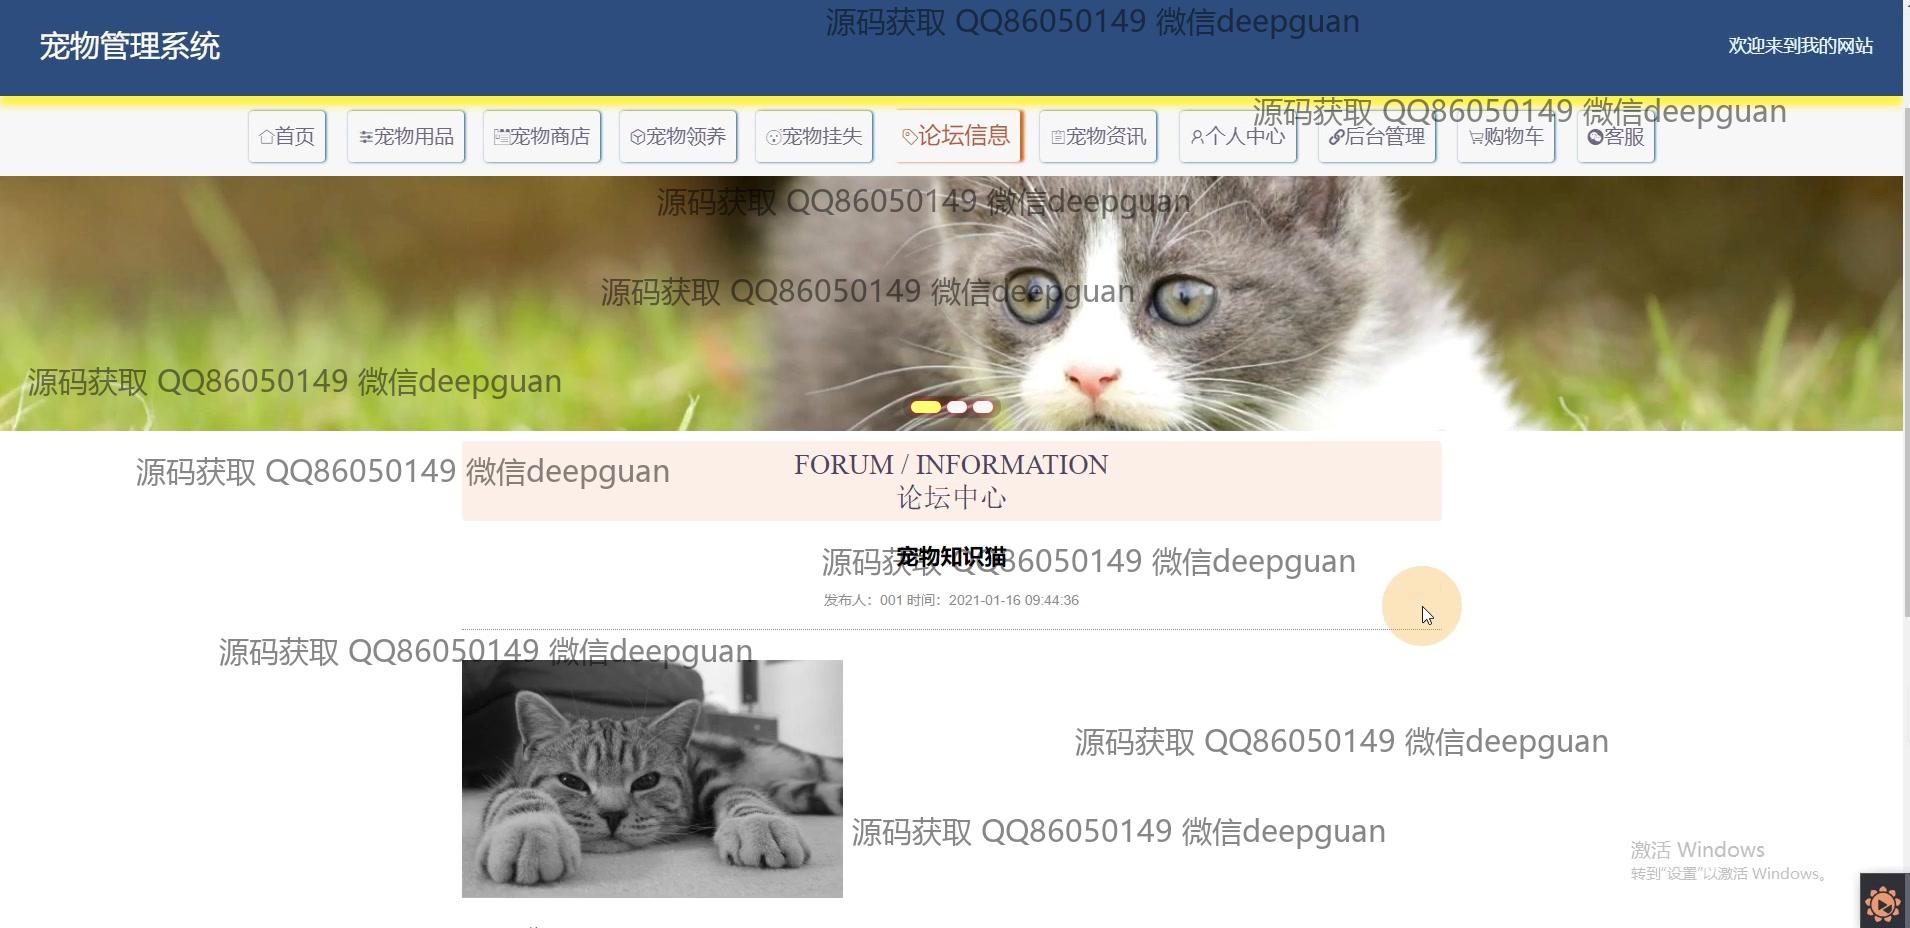 源码获取 QQ86050149 微信deepguan
宠物管理系统
欢迎来到我的网站
源码获取 QQ86050149 微信deepguan
首页 宠物用品 宠物商店 宠物领养 宠物挂失 论坛信息 宠物资讯 个人中心 后台管理 购物车 客服
源码获取 QQ86050149 微信deepguan
源码获取 QQ86050149 微信deepguan
源码获取 QQ86050149 微信deepguan
FORUM / INFORMATION
源码获取 QQ86050149 微信deepguan
论坛中心
宠物知识猫
源码获取 QQ86050149 微信deepguan
发布人：001 时间：2021-01-16 09:44:36
源码获取 QQ86050149 微信deepguan
源码获取 QQ86050149 微信deepguan
源码获取 QQ86050149 微信deepguan
激活 Windows
转到“设置”以激活 Windows。